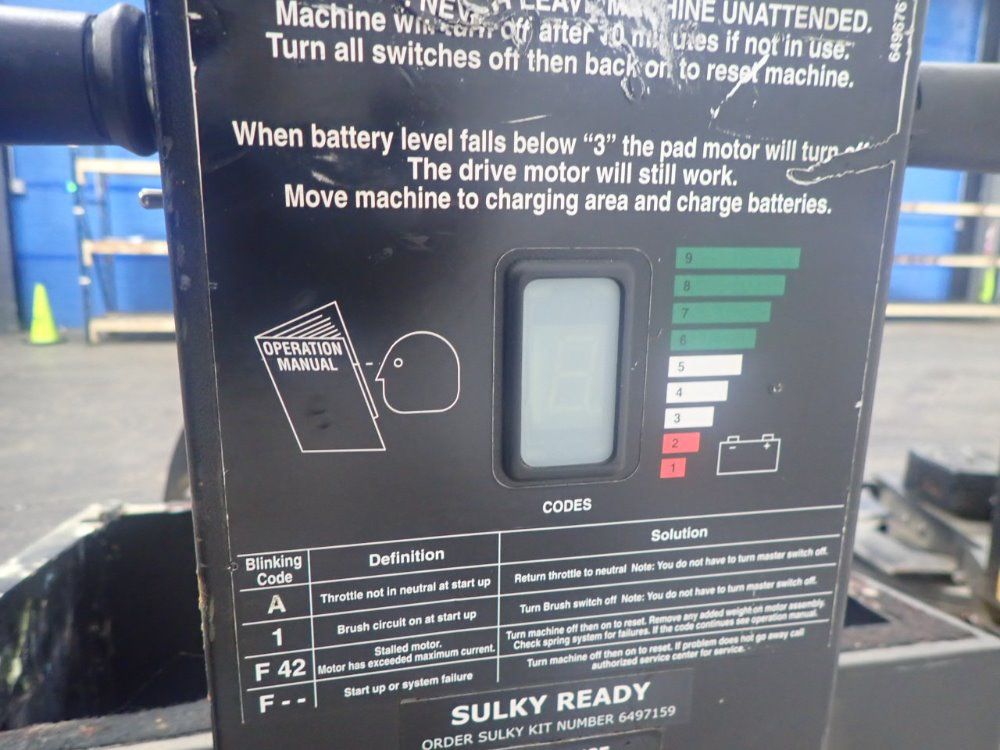 NEVER LEAVE MACHINE UNATTENDED.
Machine will turn off after 10 minutes if not in use.
Turn all switches off then back on to reset machine.
649676
When battery level falls below “3” the pad motor will turn off
The drive motor will still work.
Move machine to charging area and charge batteries.
OPERATION
MANUAL
9
8
7
6
5
4
3
2
1
- +
CODES
Blinking
Code
Definition
Solution
A
Throttle not in neutral at start up
Return throttle to neutral Note: You do not have to turn master switch off.
1
Brush circuit on at start up
Turn Brush switch off Note: You do not have to turn master switch off.
F 42
Stalled motor.
Motor has exceeded maximum current.
Turn machine off then on to reset. Remove any added weight on motor assembly.
Check spring system for failures. If the code continues see operation manual.
F - -
Start up or system failure
Turn machine off then on to reset. If problem does not go away call
authorized service center for service.
SULKY READY
ORDER SULKY KIT NUMBER 6497159